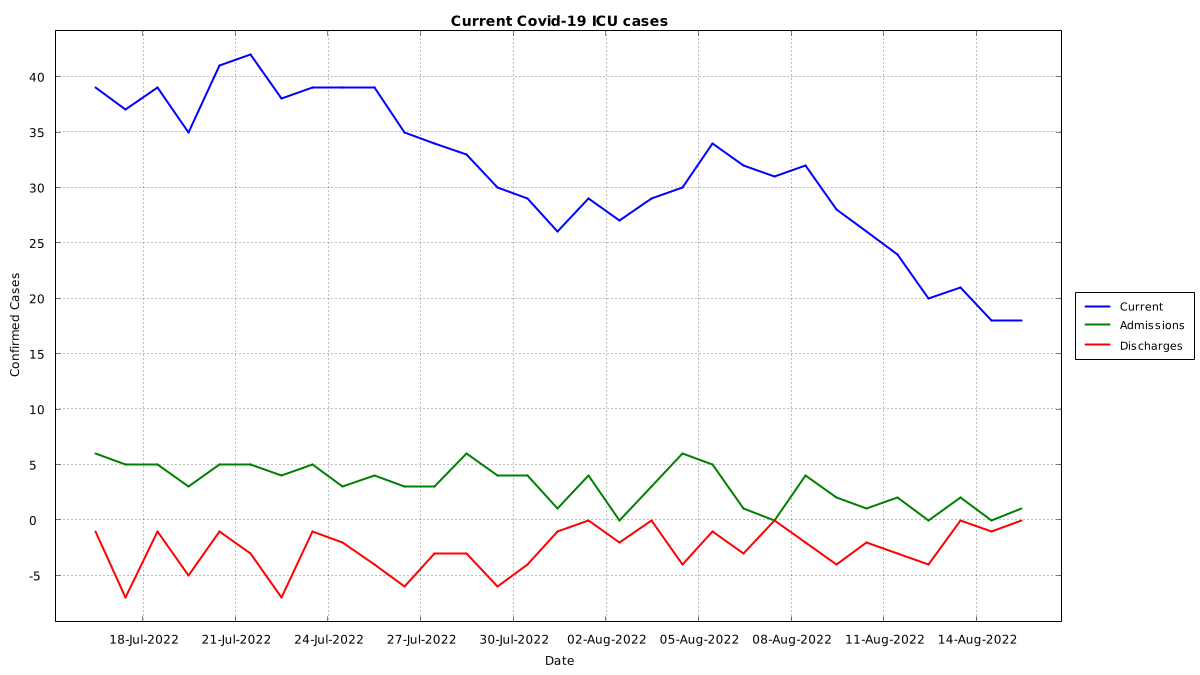 Current Covid-19 ICU cases
Confirmed Cases
40
35
30
25
20
15
10
5
0
-5
18-Jul-2022 21-Jul-2022 24-Jul-2022 27-Jul-2022 30-Jul-2022 02-Aug-2022 05-Aug-2022 08-Aug-2022 11-Aug-2022 14-Aug-2022
Date
Current
Admissions
Discharges